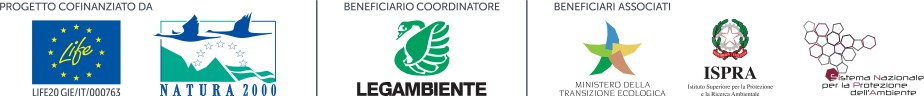 PROGETTO COFINANZIATO DA
BENEFICIARIO COORDINATORE
BENEFICIARI ASSOCIATI
Life
LIFE20 GIE/IT/000763
NATURA 2000
LEGAMBIENTE
MINISTERO DELLA
TRANSIZIONE ECOLOGICA
ISPRA
Istituto Superiore per la Protezione
e la Ricerca Ambientale
Sistema Nazionale
per la Protezione
dell'Ambiente